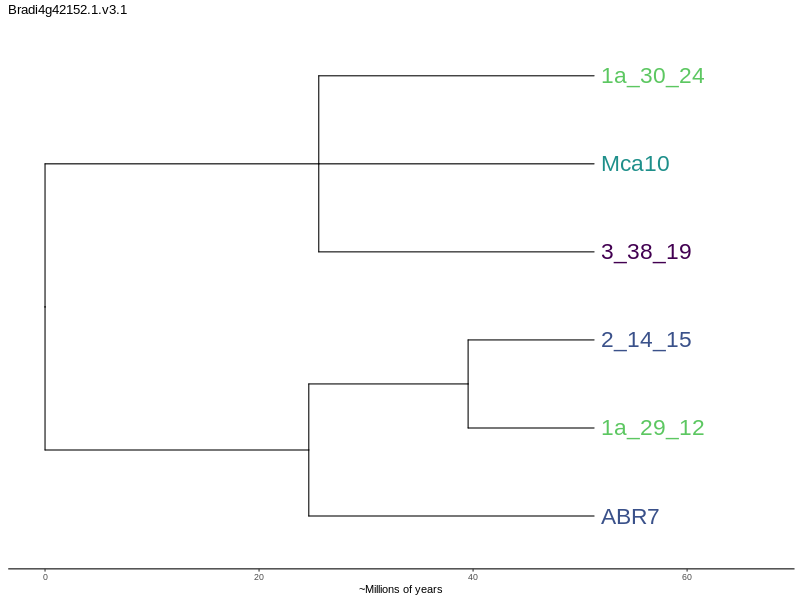 Bradi4g42152.1.v3.1
1a_30_24
Mca10
3_38_19
2_14_15
1a_29_12
ABR7
0 20 40 60
~Millions of years